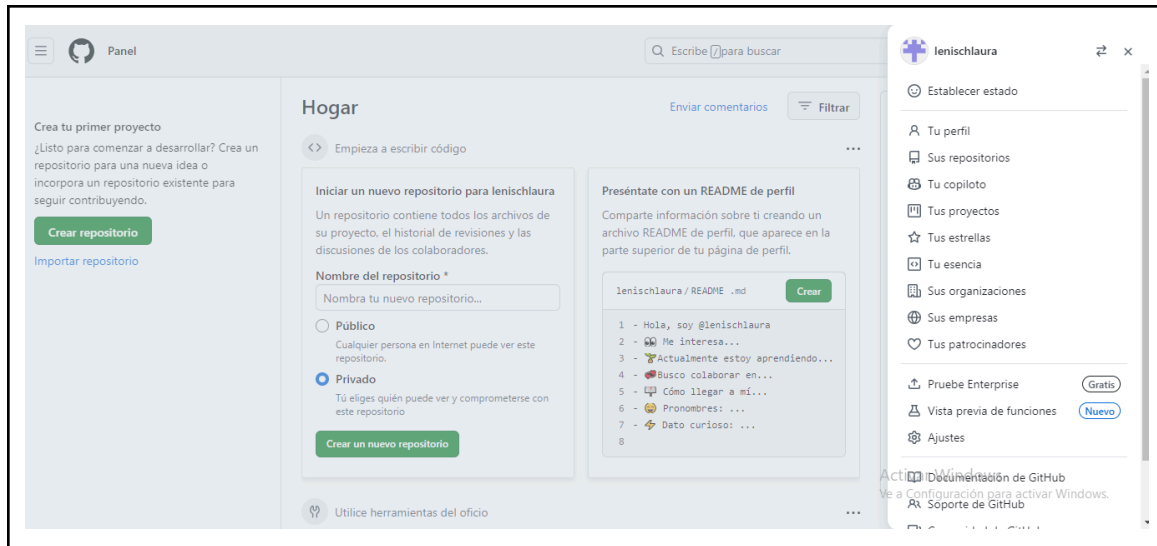 Panel
Escribe / para buscar
Crea tu primer proyecto
¿Listo para comenzar a desarrollar? Crea un
repositorio para una nueva idea o
incorpora un repositorio existente para
seguir contribuyendo.
Crear repositorio
Importar repositorio
Hogar
Enviar comentarios
Filtrar
Empieza a escribir código
Iniciar un nuevo repositorio para lenischlaura
Un repositorio contiene todos los archivos de
su proyecto, el historial de revisiones y las
discusiones de los colaboradores.
Nombre del repositorio *
Nombra tu nuevo repositorio...
Público
Cualquier persona en Internet puede ver este
repositorio.
Privado
Tú eliges quién puede ver y comprometerse con
este repositorio
Crear un nuevo repositorio
Preséntate con un README de perfil
Comparte información sobre ti creando un
archivo README de perfil, que aparece en la
parte superior de tu página de perfil.
lenischlaura / README .md
Crear
1 - Hola, soy @lenischlaura
2 - 👀 Me interesa...
3 - 🌱Actualmente estoy aprendiendo...
4 - 💞️Busco colaborar en...
5 - 📫 Cómo llegar a mí...
6 - 😄 Pronombres: ...
7 - ⚡ Dato curioso: ...
8
Utilice herramientas del oficio
lenischlaura
Establecer estado
Tu perfil
Sus repositorios
Tu copiloto
Tus proyectos
Tus estrellas
Tu esencia
Sus organizaciones
Sus empresas
Tus patrocinadores
Pruebe Enterprise
Gratis
Vista previa de funciones
Nuevo
Ajustes
Activar Windows
Ve a Configuración para activar Windows.
Documentación de GitHub
Soporte de GitHub